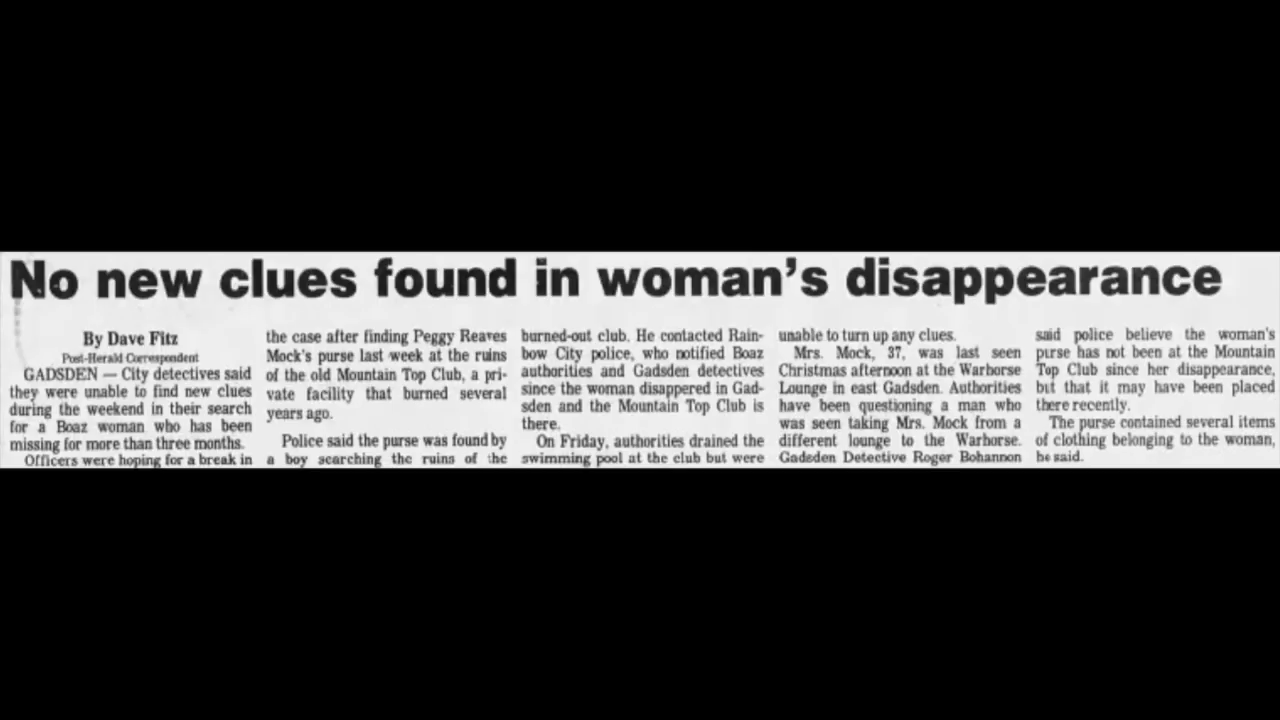 No new clues found in woman's disappearance
By Dave Fitz
Post-Herald Correspondent
GADSDEN — City detectives said
they were unable to find new clues
during the weekend in their search
for a Boaz woman who has been
missing for more than three months.
Officers were hoping for a break in
the case after finding Peggy Reaves
Mock's purse last week at the ruins
of the old Mountain Top Club, a pri-
vate facility that burned several
years ago.
Police said the purse was found by
a boy searching the ruins of the
burned-out club. He contacted Rain-
bow City police, who notified Boaz
authorities and Gadsden detectives
since the woman disappered in Gad-
sden and the Mountain Top Club is
there.
On Friday, authorities drained the
swimming pool at the club but were
unable to turn up any clues.
Mrs. Mock, 37, was last seen
Christmas afternoon at the Warhorse
Lounge in east Gadsden. Authorities
have been questioning a man who
was seen taking Mrs. Mock from a
different lounge to the Warhorse.
Gadsden Detective Roger Bohannon
said police believe the woman's
purse has not been at the Mountain
Top Club since her disappearance,
but that it may have been placed
there recently.
The purse contained several items
of clothing belonging to the woman,
he said.